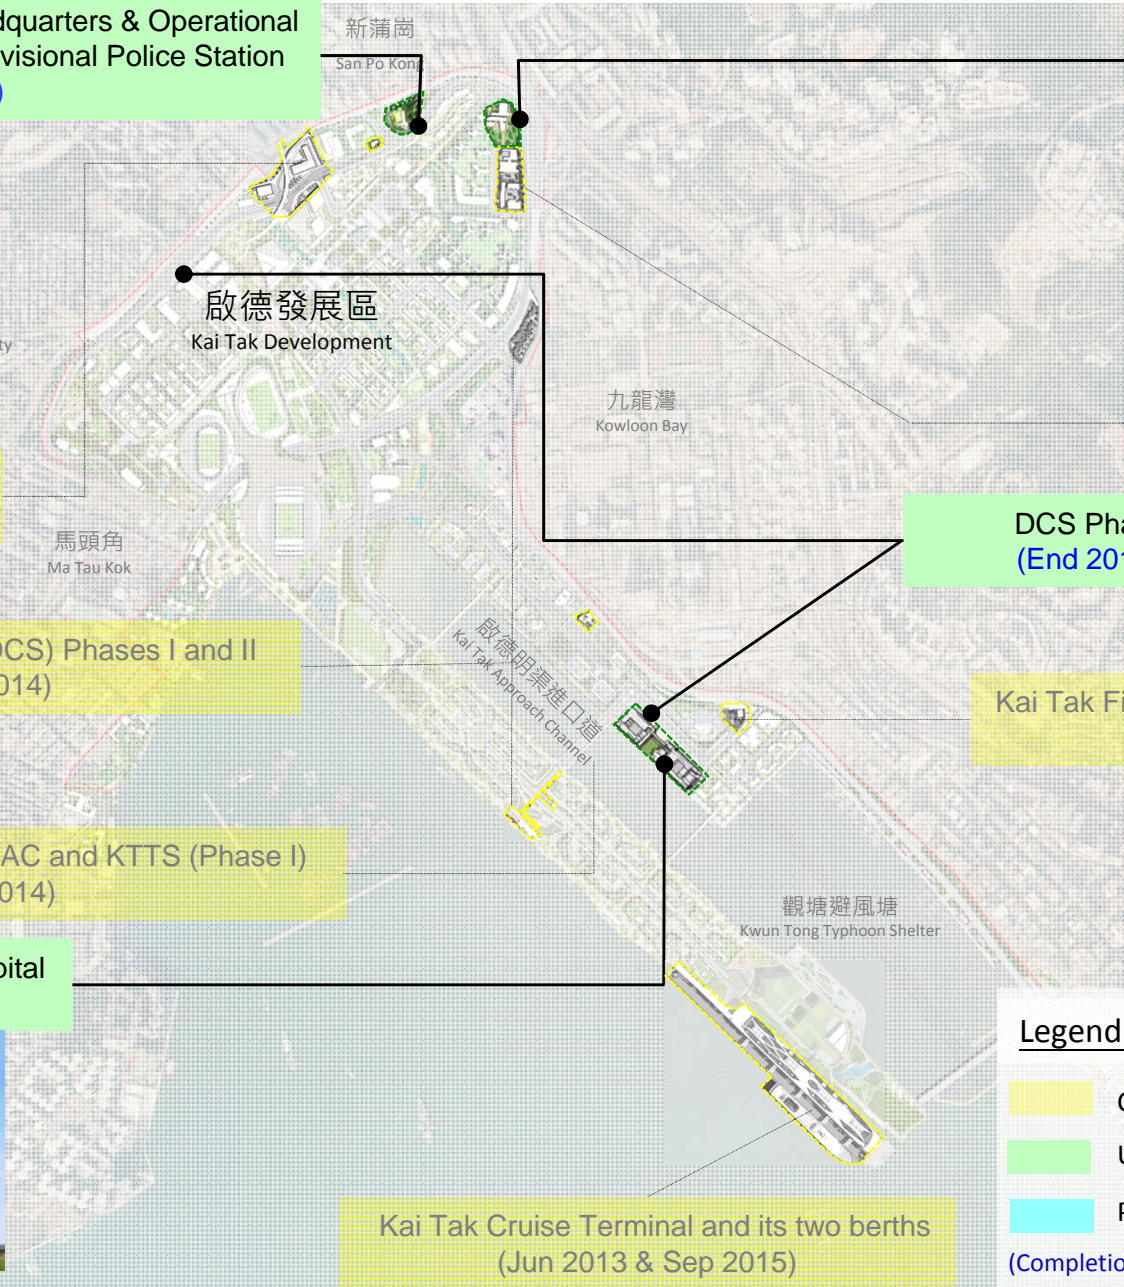 dquarters & Operational
visional Police Station
)
新蒲崗
San Po Kong
啟德發展區
Kai Tak Development
ty
九龍灣
Kowloon Bay
馬頭角
Ma Tau Kok
DCS Pha
(End 201
DCS) Phases I and II
014)
啟德明渠進口道
Kai Tak Approach Channel
Kai Tak Fi
AC and KTTS (Phase I)
014)
觀塘避風塘
Kwun Tong Typhoon Shelter
pital
Legend
C
U
P
(Completio
Kai Tak Cruise Terminal and its two berths
(Jun 2013 & Sep 2015)